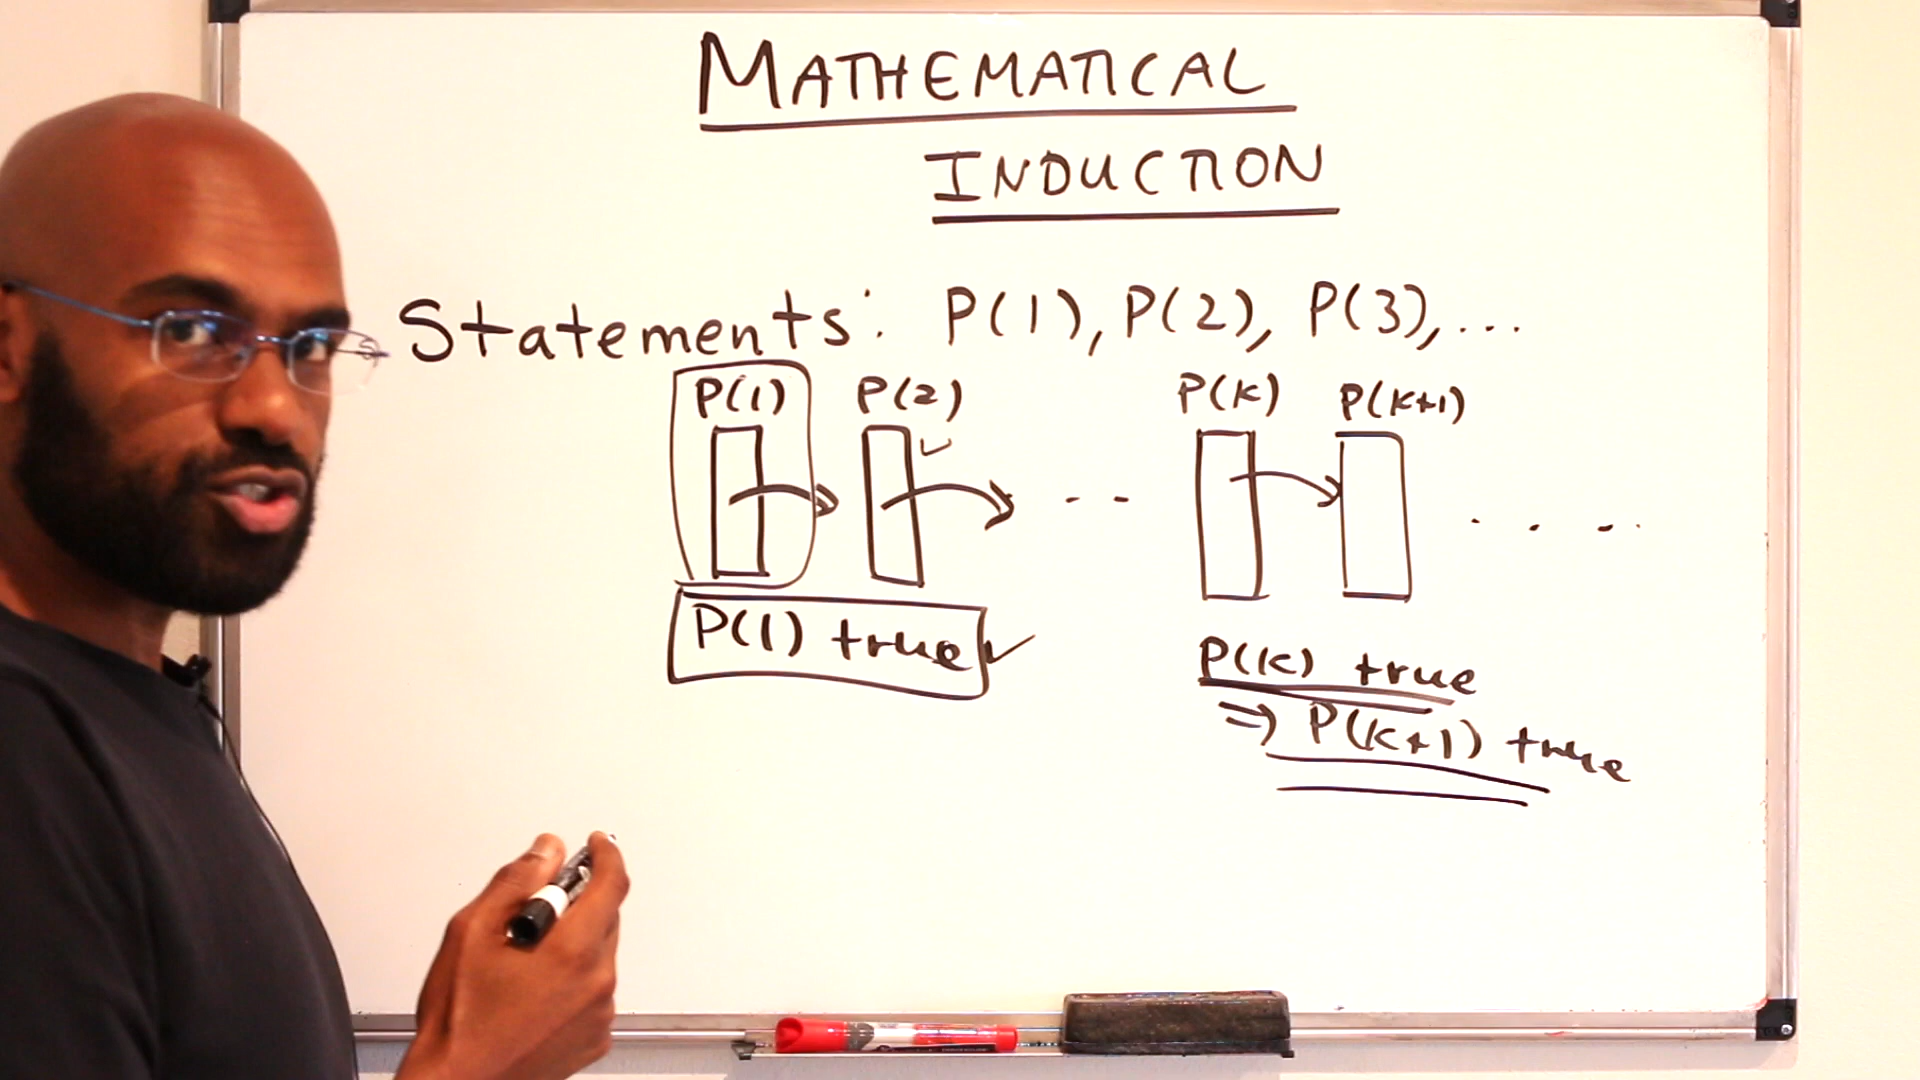 MATHEMATICAL
INDUCTION
Statements: P(1), P(2), P(3), ...
P(1) P(2) P(K) P(K+1)
P(1) true ✓
P(K) true
⇒ P(K+1) true